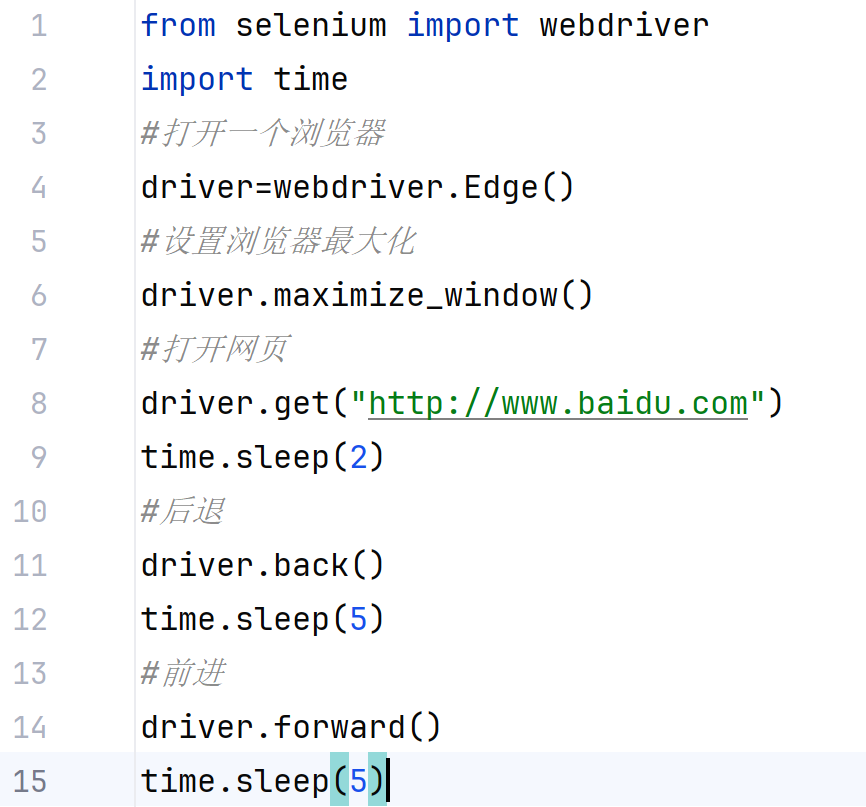 1 from selenium import webdriver
2 import time
3 #打开一个浏览器
4 driver=webdriver.Edge()
5 #设置浏览器最大化
6 driver.maximize_window()
7 #打开网页
8 driver.get("http://www.baidu.com")
9 time.sleep(2)
10 #后退
11 driver.back()
12 time.sleep(5)
13 #前进
14 driver.forward()
15 time.sleep(5)